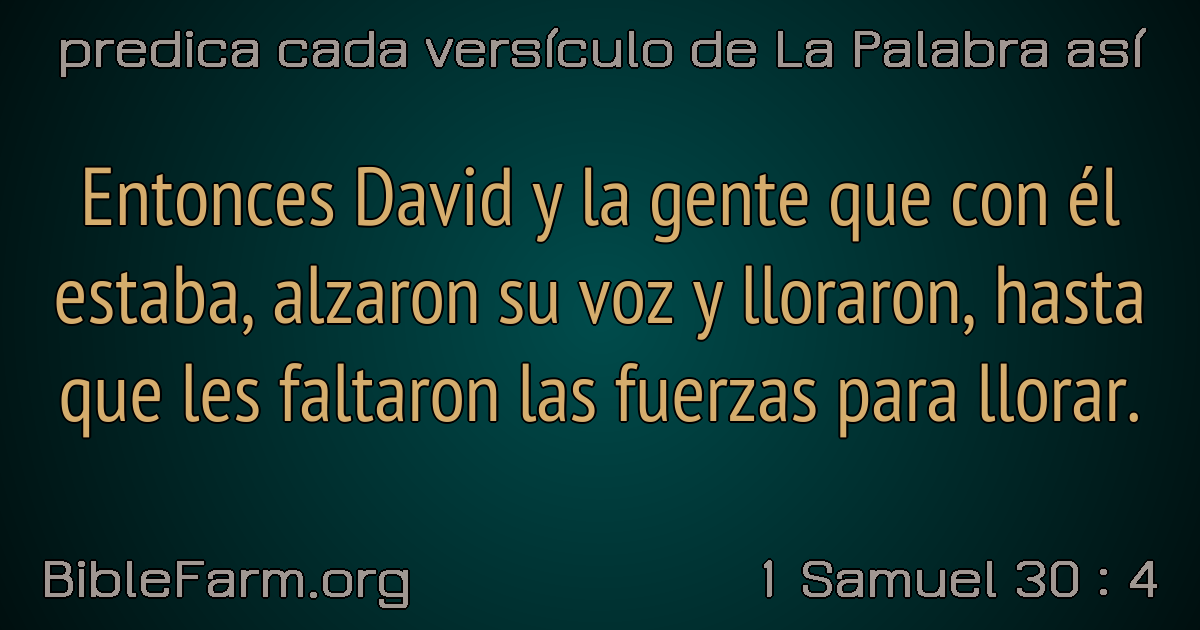 predica cada versículo de La Palabra así
Entonces David y la gente que con él
estaba, alzaron su voz y lloraron, hasta
que les faltaron las fuerzas para llorar.
BibleFarm.org
1 Samuel 30 : 4